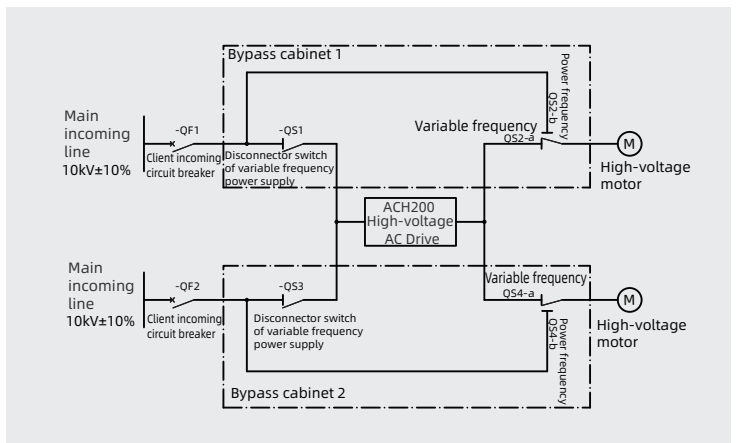 Bypass cabinet 1
Main
incoming
line
10kV±10%
-QF1
Client incoming
circuit breaker
-QS1
Disconnector switch
of variable frequency
power supply
Variable frequency
QS2-a
Power frequency
QS2-b
M
High-voltage
motor
ACH200
High-voltage
AC Drive
Main
incoming
line
10kV±10%
-QF2
Client incoming
circuit breaker
-QS3
Disconnector switch
of variable frequency
power supply
Variable frequency
QS4-a
Power frequency
QS4-b
M
High-voltage
motor
Bypass cabinet 2